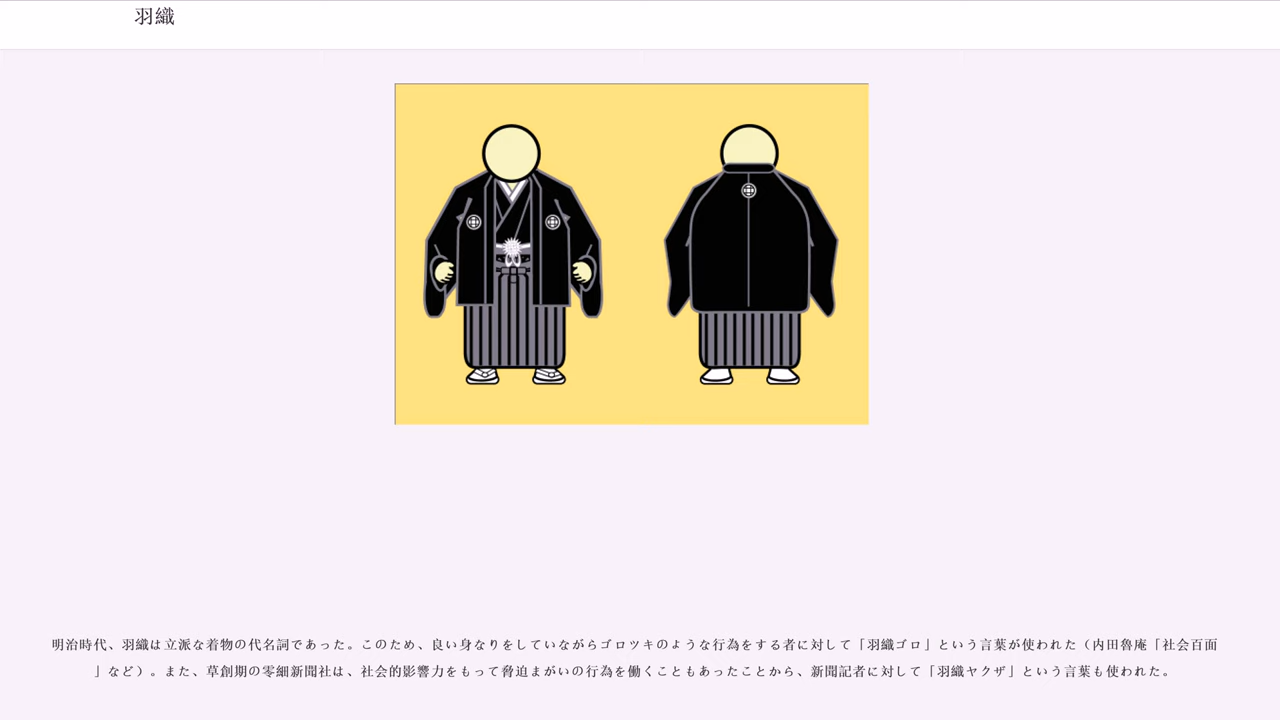 羽織
明治時代、羽織は立派な着物の代名詞であった。このため、良い身なりをしていながらゴロツキのような行為をする者に対して「羽織ゴロ」という言葉が使われた（内田魯庵「社会百面
」など）。また、草創期の零細新聞社は、社会的影響力をもって脅迫まがいの行為を働くこともあったことから、新聞記者に対して「羽織ヤクザ」という言葉も使われた。